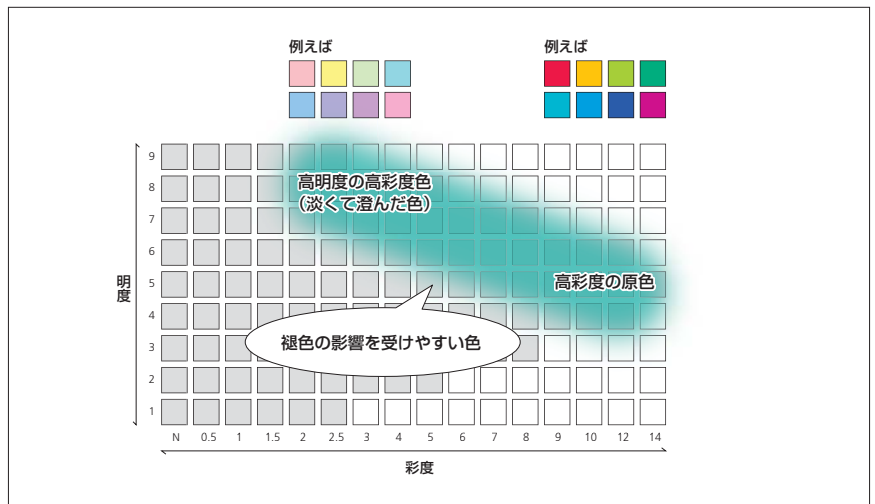 例えば
例えば
高明度の高彩度色
（淡くて澄んだ色）
高彩度の原色
褪色の影響を受けやすい色
明度
9
8
7
6
5
4
3
2
1
N 0.5 1 1.5 2 2.5 3 4 5 6 7 8 9 10 12 14
彩度